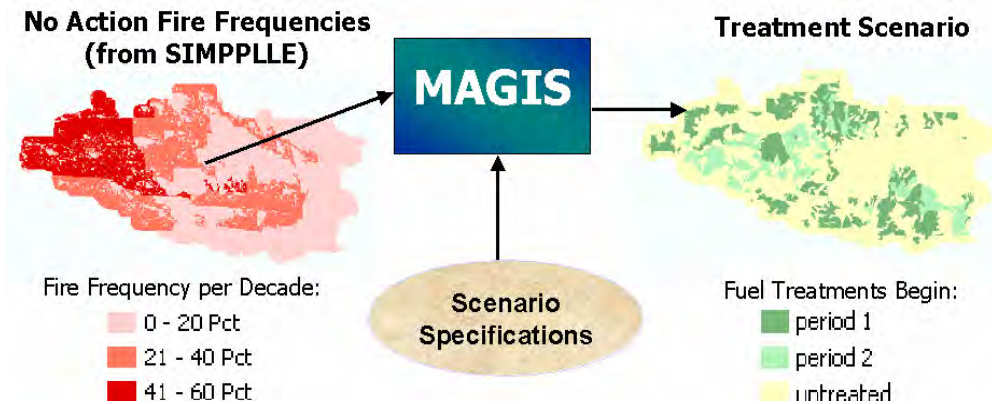 No Action Fire Frequencies
(from SIMPPLLE)
MAGIS
Treatment Scenario
Scenario
Specifications
Fire Frequency per Decade:
0 - 20 Pct
21 - 40 Pct
41 - 60 Pct
Fuel Treatments Begin:
period 1
period 2
untreated